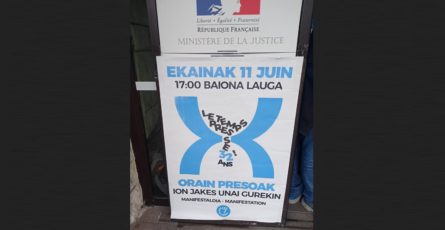 Liberté • Égalité • Fraternité
RÉPUBLIQUE FRANÇAISE
MINISTERE DE LA JUSTICE
EKAINAK 11 JUIN
17:00 BAIONA LAUGA
LE TEMPS
PRESSE!
32
ANS
ORAIN PRESOAK
ION JAKES UNAI GUREKIN
MANIFESTALDIA - MANIFESTATION